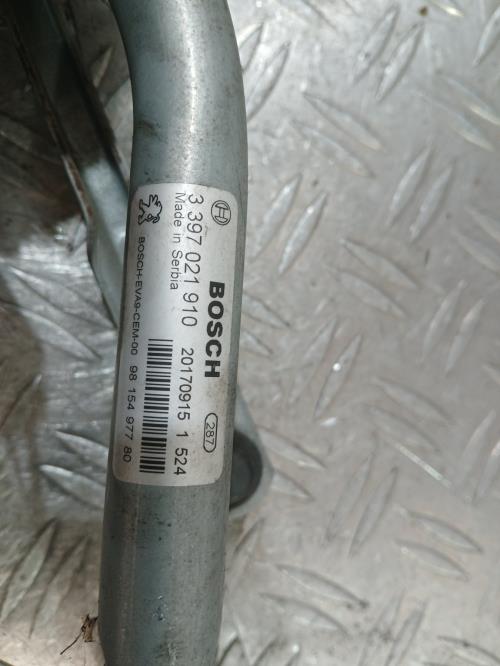 BOSCH 287
3 397 021 910 20170915 1 524
Made in Serbia
BOSCH-EVA9-CEM-00 98 154 977 80